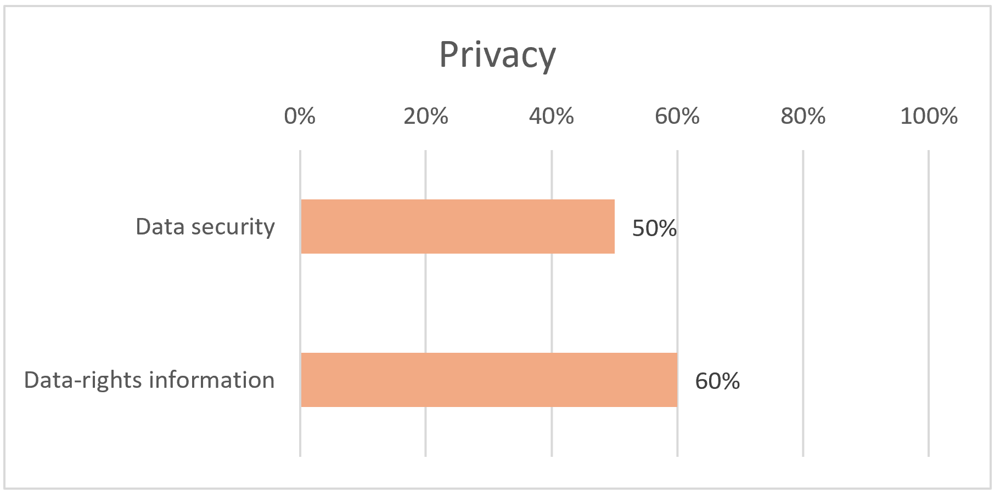 Privacy
0% 20% 40% 60% 80% 100%
Data security 50%
Data-rights information 60%